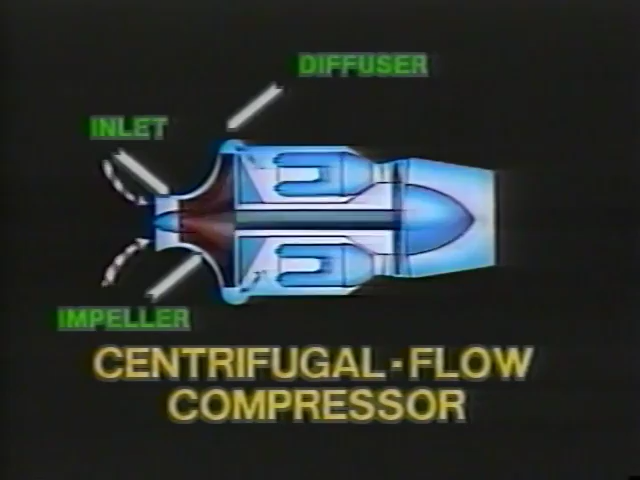 DIFFUSER
INLET
IMPELLER
CENTRIFUGAL-FLOW
COMPRESSOR